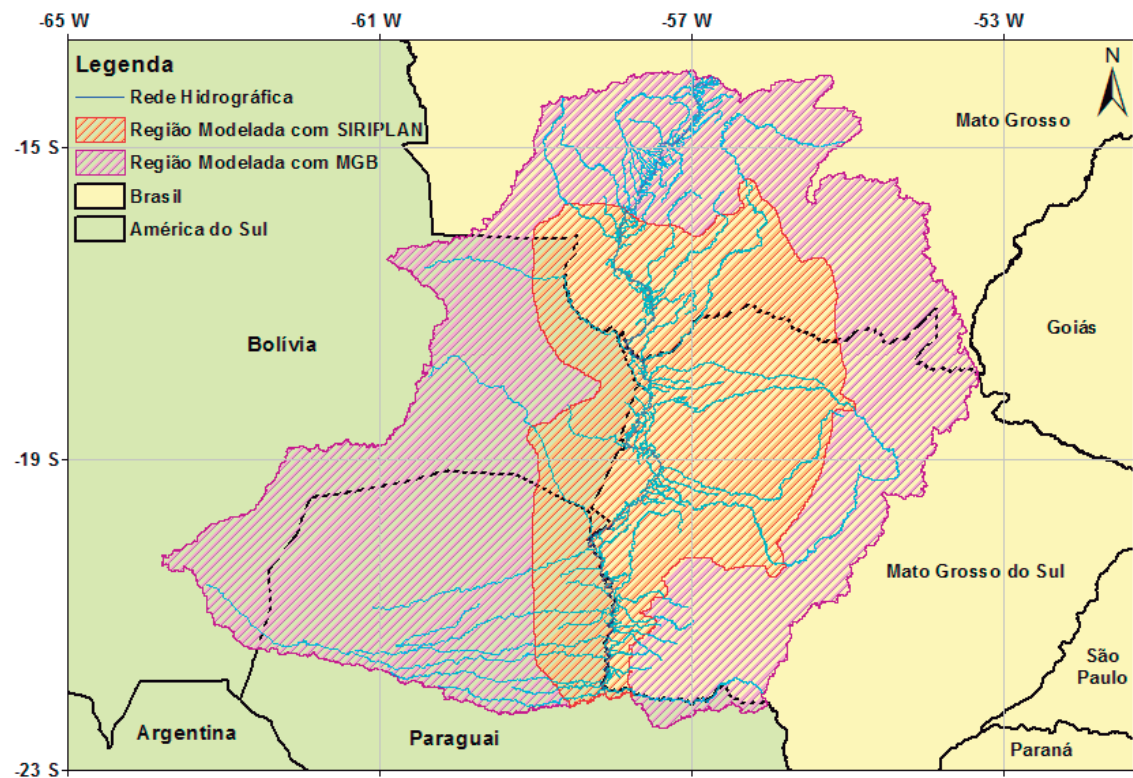 -65 W
-61 W
-57 W
-53 W
N
Legenda
Rede Hidrográfica
Região Modelada com SIRIPLAN
Região Modelada com MGB
Brasil
América do Sul
Mato Grosso
-15 S
Goiás
Bolívia
-19 S
Mato Grosso do Sul
São
Paulo
Argentina
Paraguai
Paraná
-23 S